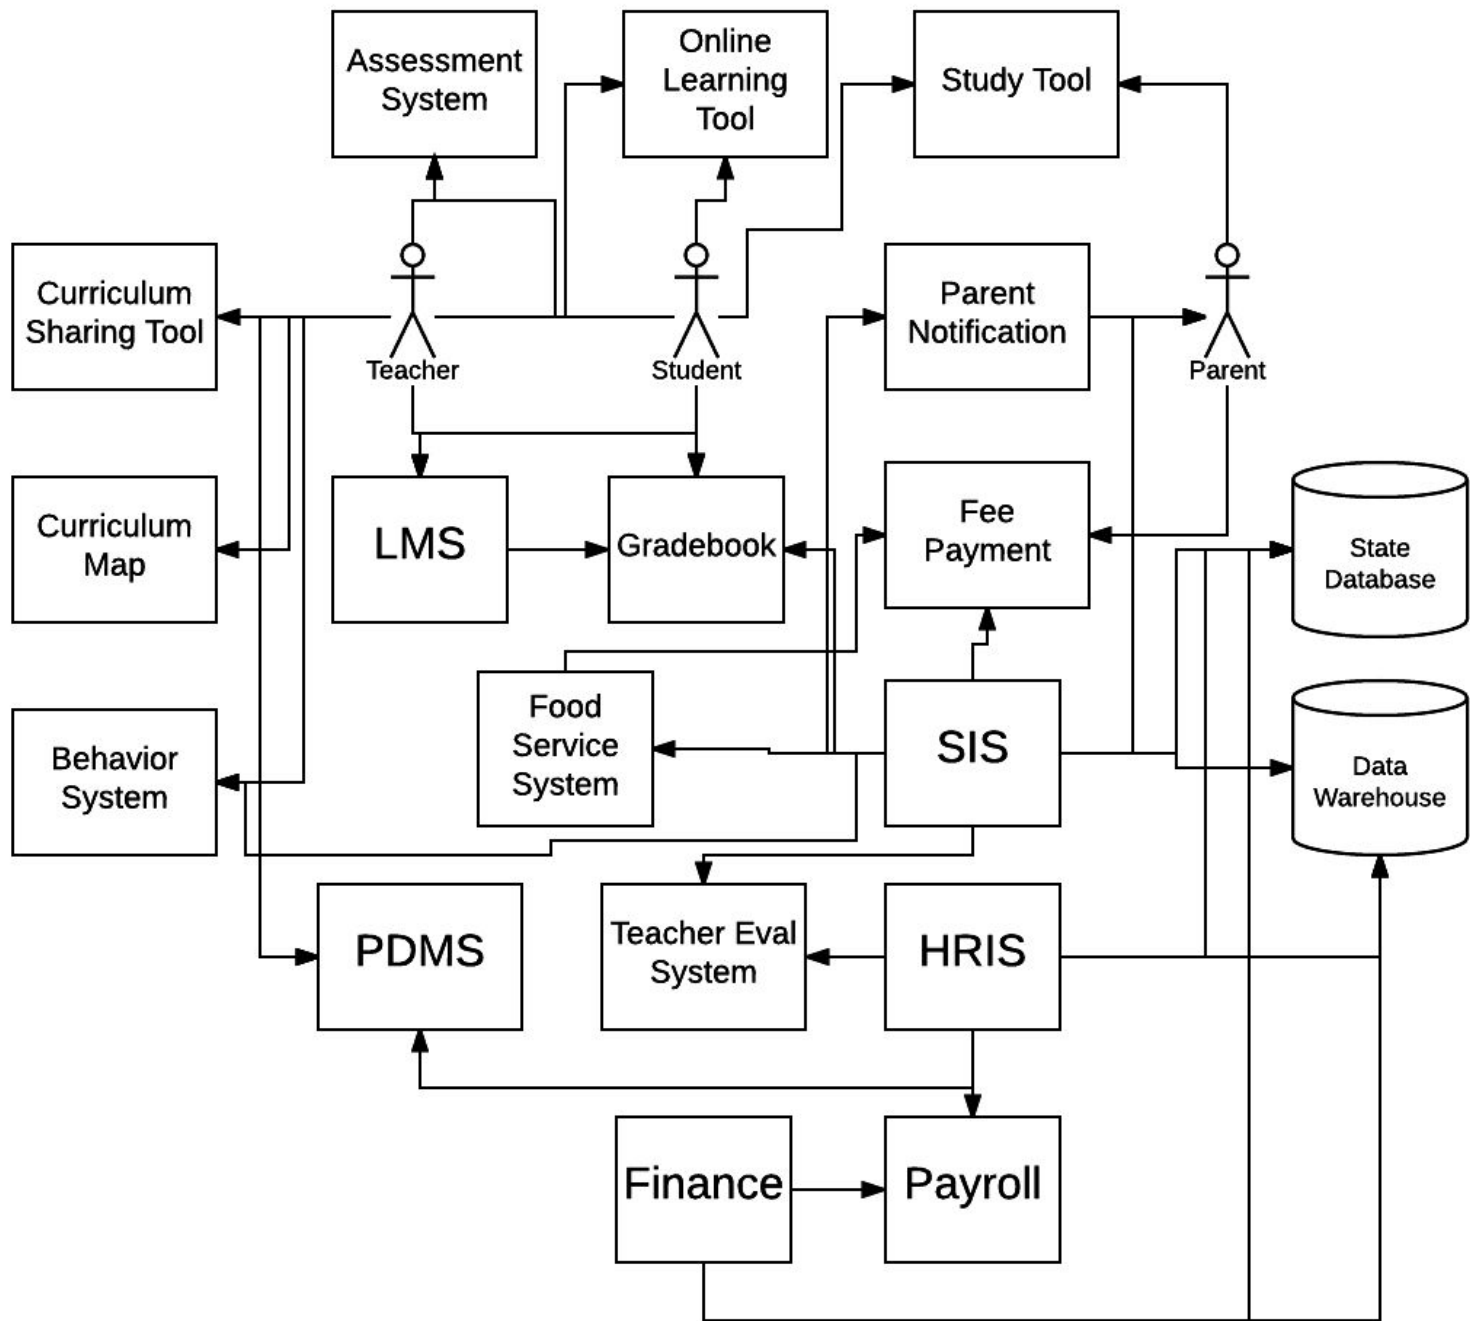 Assessment
System
Online
Learning
Tool
Study Tool
Curriculum
Sharing Tool
Teacher
Student
Parent
Notification
Parent
Curriculum
Map
LMS
Gradebook
Fee
Payment
State
Database
Behavior
System
Food
Service
System
SIS
Data
Warehouse
PDMS
Teacher Eval
System
HRIS
Finance
Payroll